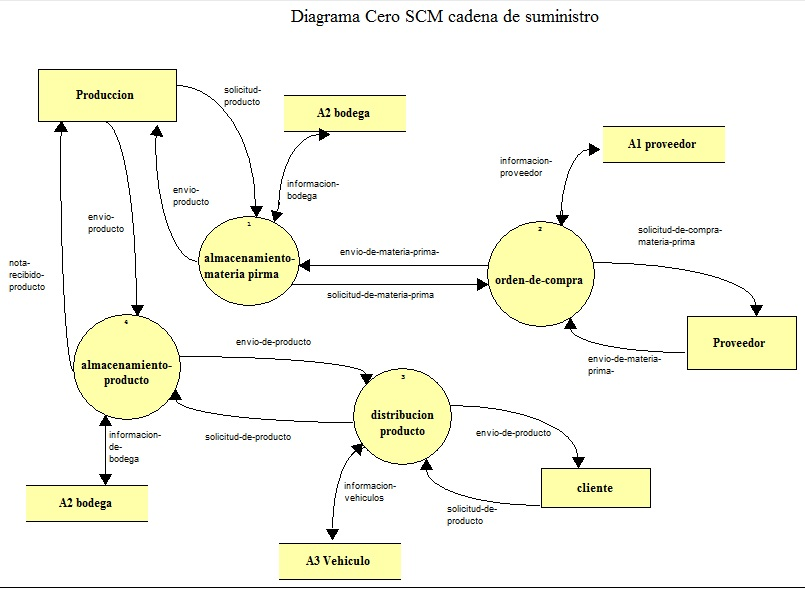 Diagrama Cero SCM cadena de suministro
Produccion
solicitud-
producto
A2 bodega
A1 proveedor
informacion-
proveedor
envio-
producto
informacion-
bodega
envio-
producto
1
almacenamiento-
materia pirma
envio-de-materia-prima-
solicitud-de-materia-prima
2
orden-de-compra
solicitud-de-compra-
materia-prima
nota-
recibido-
producto
Proveedor
envio-de-materia-
prima-
4
almacenamiento-
producto
envio-de-producto
solicitud-de-producto
3
distribucion
producto
envio-de-producto
informacion-
de-
bodega
cliente
informacion-
vehiculos
solicitud-de-
producto
A2 bodega
A3 Vehiculo